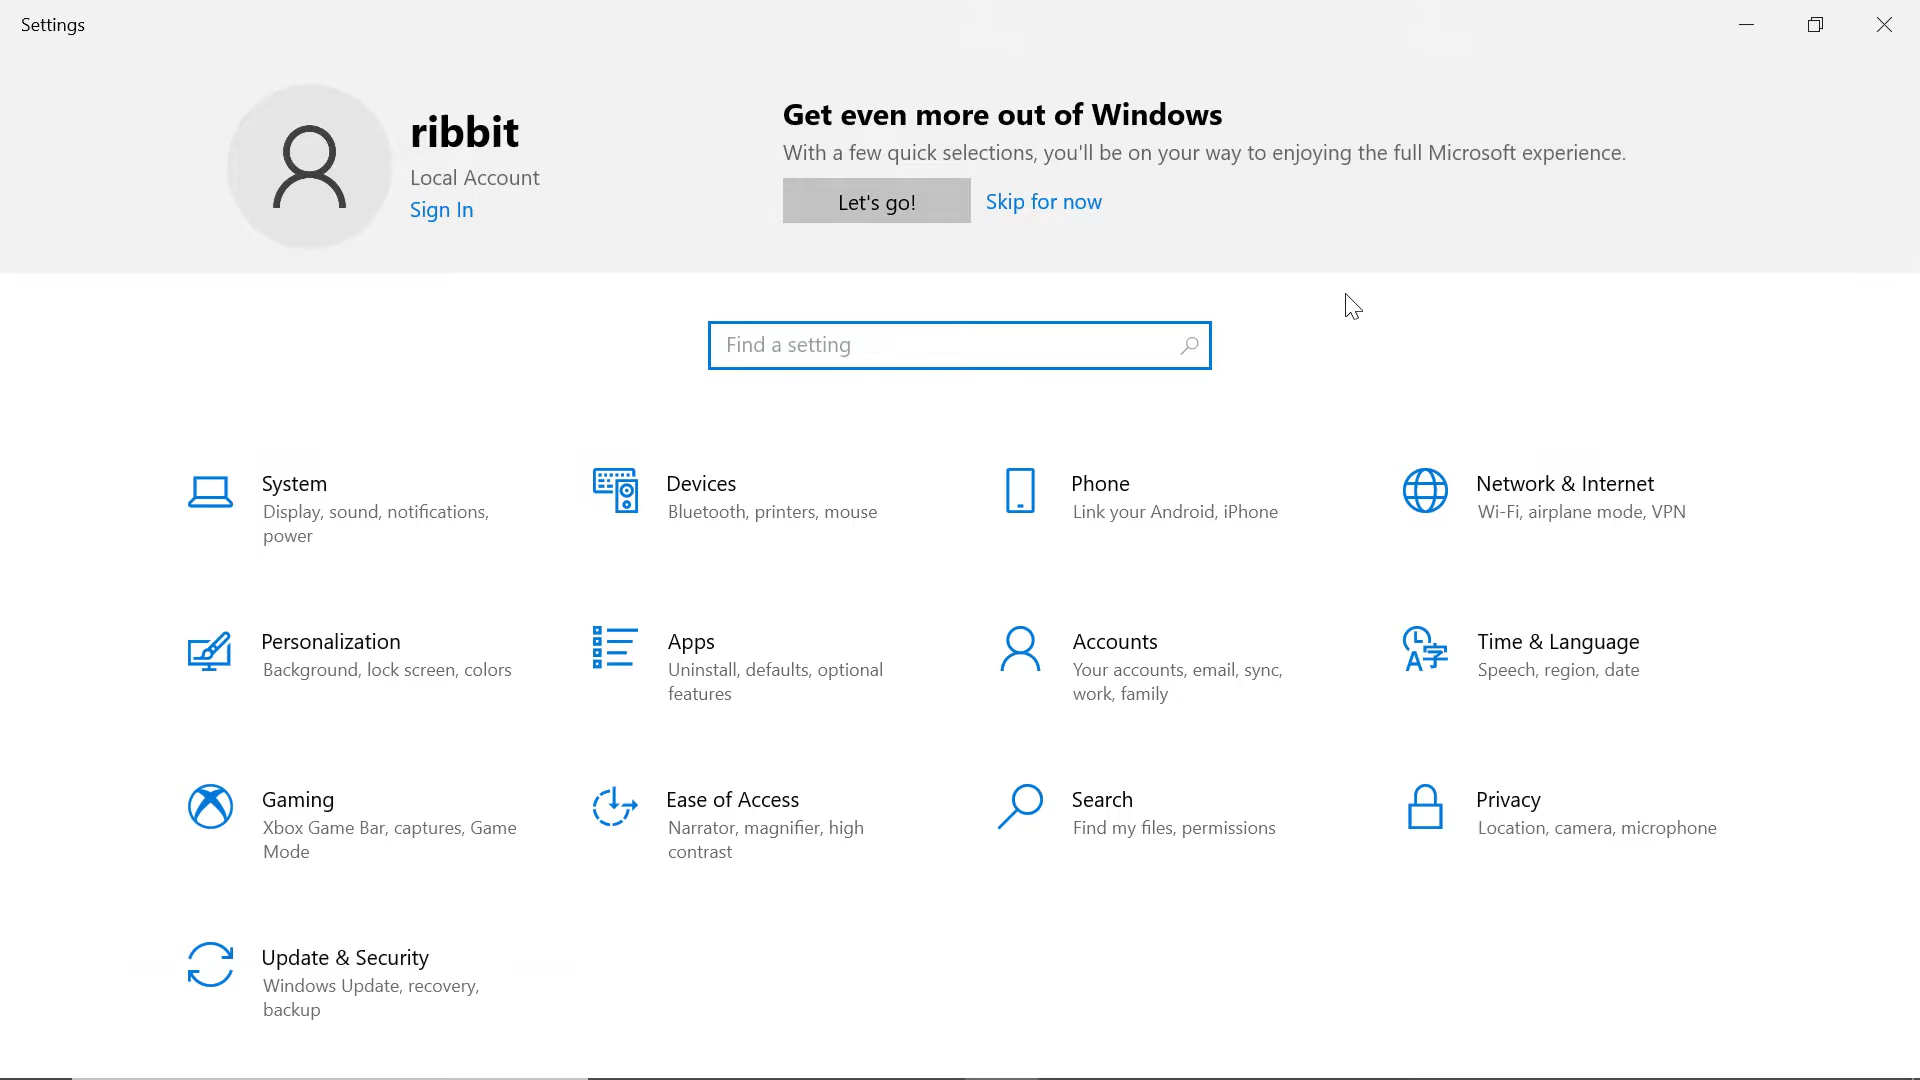 Settings
ribbit
Local Account
Sign In
Get even more out of Windows
With a few quick selections, you'll be on your way to enjoying the full Microsoft experience.
Let's go!
Skip for now
Find a setting
System
Display, sound, notifications,
power
Devices
Bluetooth, printers, mouse
Phone
Link your Android, iPhone
Network & Internet
Wi-Fi, airplane mode, VPN
Personalization
Background, lock screen, colors
Apps
Uninstall, defaults, optional
features
Accounts
Your accounts, email, sync,
work, family
Time & Language
Speech, region, date
Gaming
Xbox Game Bar, captures, Game
Mode
Ease of Access
Narrator, magnifier, high
contrast
Search
Find my files, permissions
Privacy
Location, camera, microphone
Update & Security
Windows Update, recovery,
backup